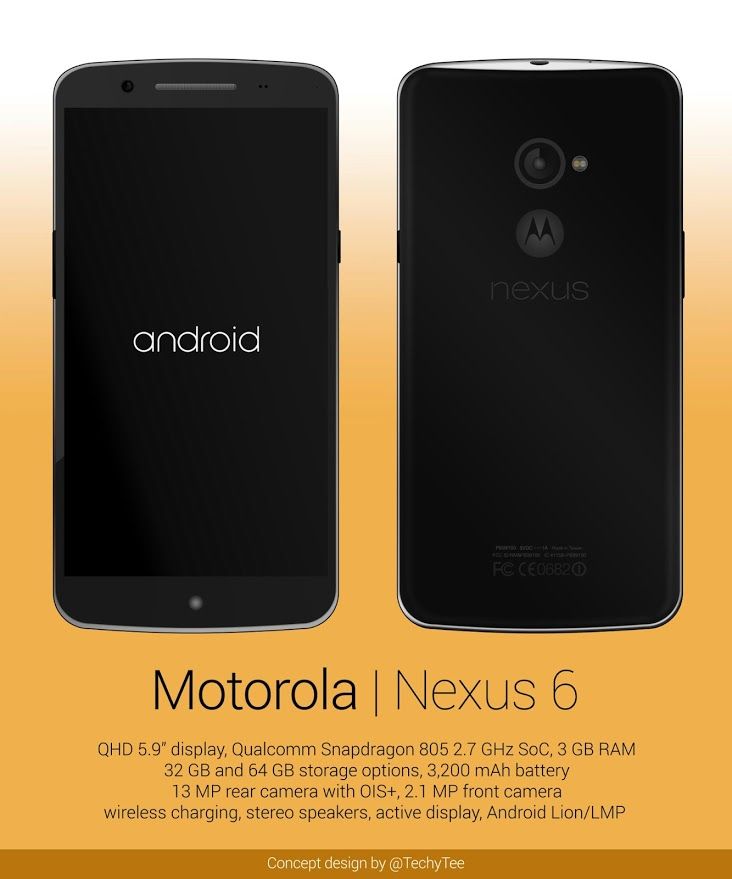 android
nexus
FC CE0682
Motorola | Nexus 6
QHD 5.9” display, Qualcomm Snapdragon 805 2.7 GHz SoC, 3 GB RAM
32 GB and 64 GB storage options, 3,200 mAh battery
13 MP rear camera with OIS+, 2.1 MP front camera
wireless charging, stereo speakers, active display, Android Lion/LMP
Concept design by @TechyTee